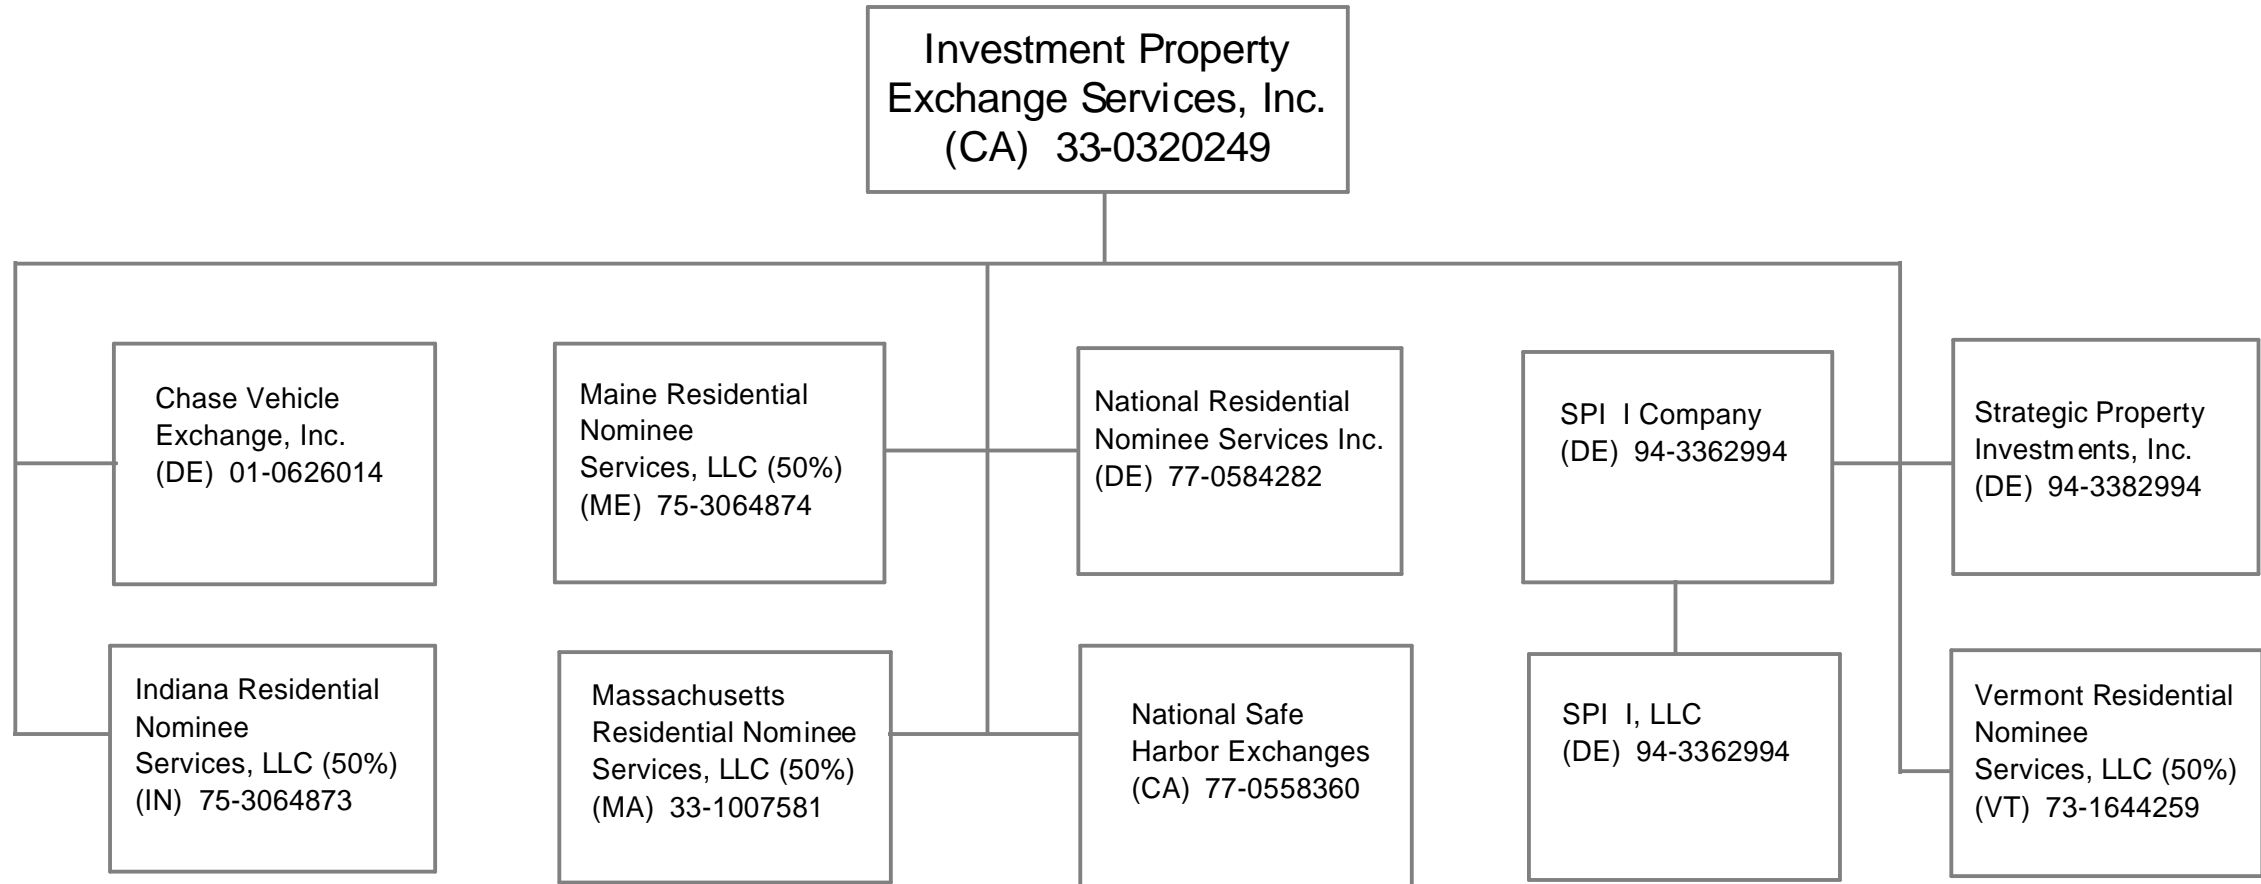 Investment Property
Exchange Services, Inc.
(CA) 33-0320249
Chase Vehicle
Exchange, Inc.
(DE) 01-0626014
Maine Residential
Nominee
Services, LLC (50%)
(ME) 75-3064874
National Residential
Nominee Services Inc.
(DE) 77-0584282
SPI I Company
(DE) 94-3362994
Strategic Property
Investments, Inc.
(DE) 94-3382994
Indiana Residential
Nominee
Services, LLC (50%)
(IN) 75-3064873
Massachusetts
Residential Nominee
Services, LLC (50%)
(MA) 33-1007581
National Safe
Harbor Exchanges
(CA) 77-0558360
SPI I, LLC
(DE) 94-3362994
Vermont Residential
Nominee
Services, LLC (50%)
(VT) 73-1644259